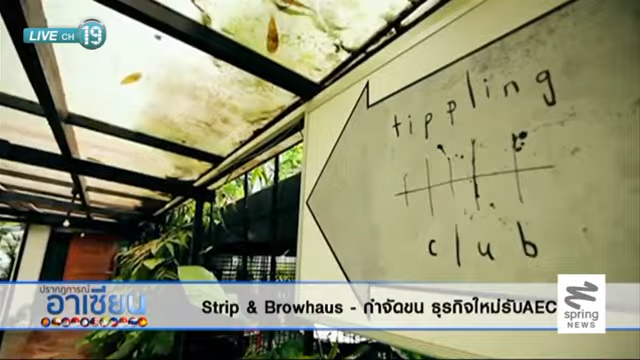 LIVE CH 19
tippling
club
ปรากฏการณ์
อาเซียน
Strip & Browhaus - กำจัดขน ธุรกิจใหม่รับAEC
spring
NEWS